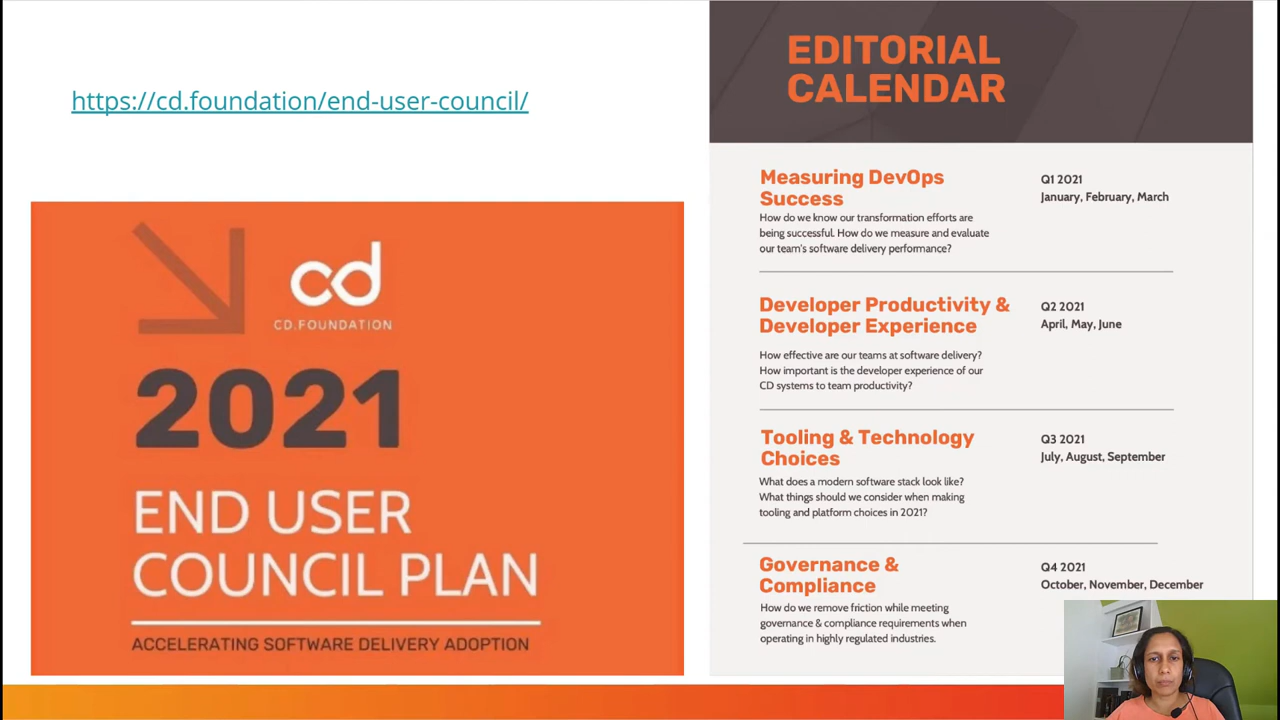 https://cd.foundation/end-user-council/
cd
CD.FOUNDATION
2021
END USER
COUNCIL PLAN
ACCELERATING SOFTWARE DELIVERY ADOPTION
EDITORIAL
CALENDAR
Measuring DevOps
Success
How do we know our transformation efforts are
being successful. How do we measure and evaluate
our team's software delivery performance?
Q1 2021
January, February, March
Developer Productivity &
Developer Experience
How effective are our teams at software delivery?
How important is the developer experience of our
CD systems to team productivity?
Q2 2021
April, May, June
Tooling & Technology
Choices
What does a modern software stack look like?
What things should we consider when making
tooling and platform choices in 2021?
Q3 2021
July, August, September
Governance &
Compliance
How do we remove friction while meeting
governance & compliance requirements when
operating in highly regulated industries.
Q4 2021
October, November, December